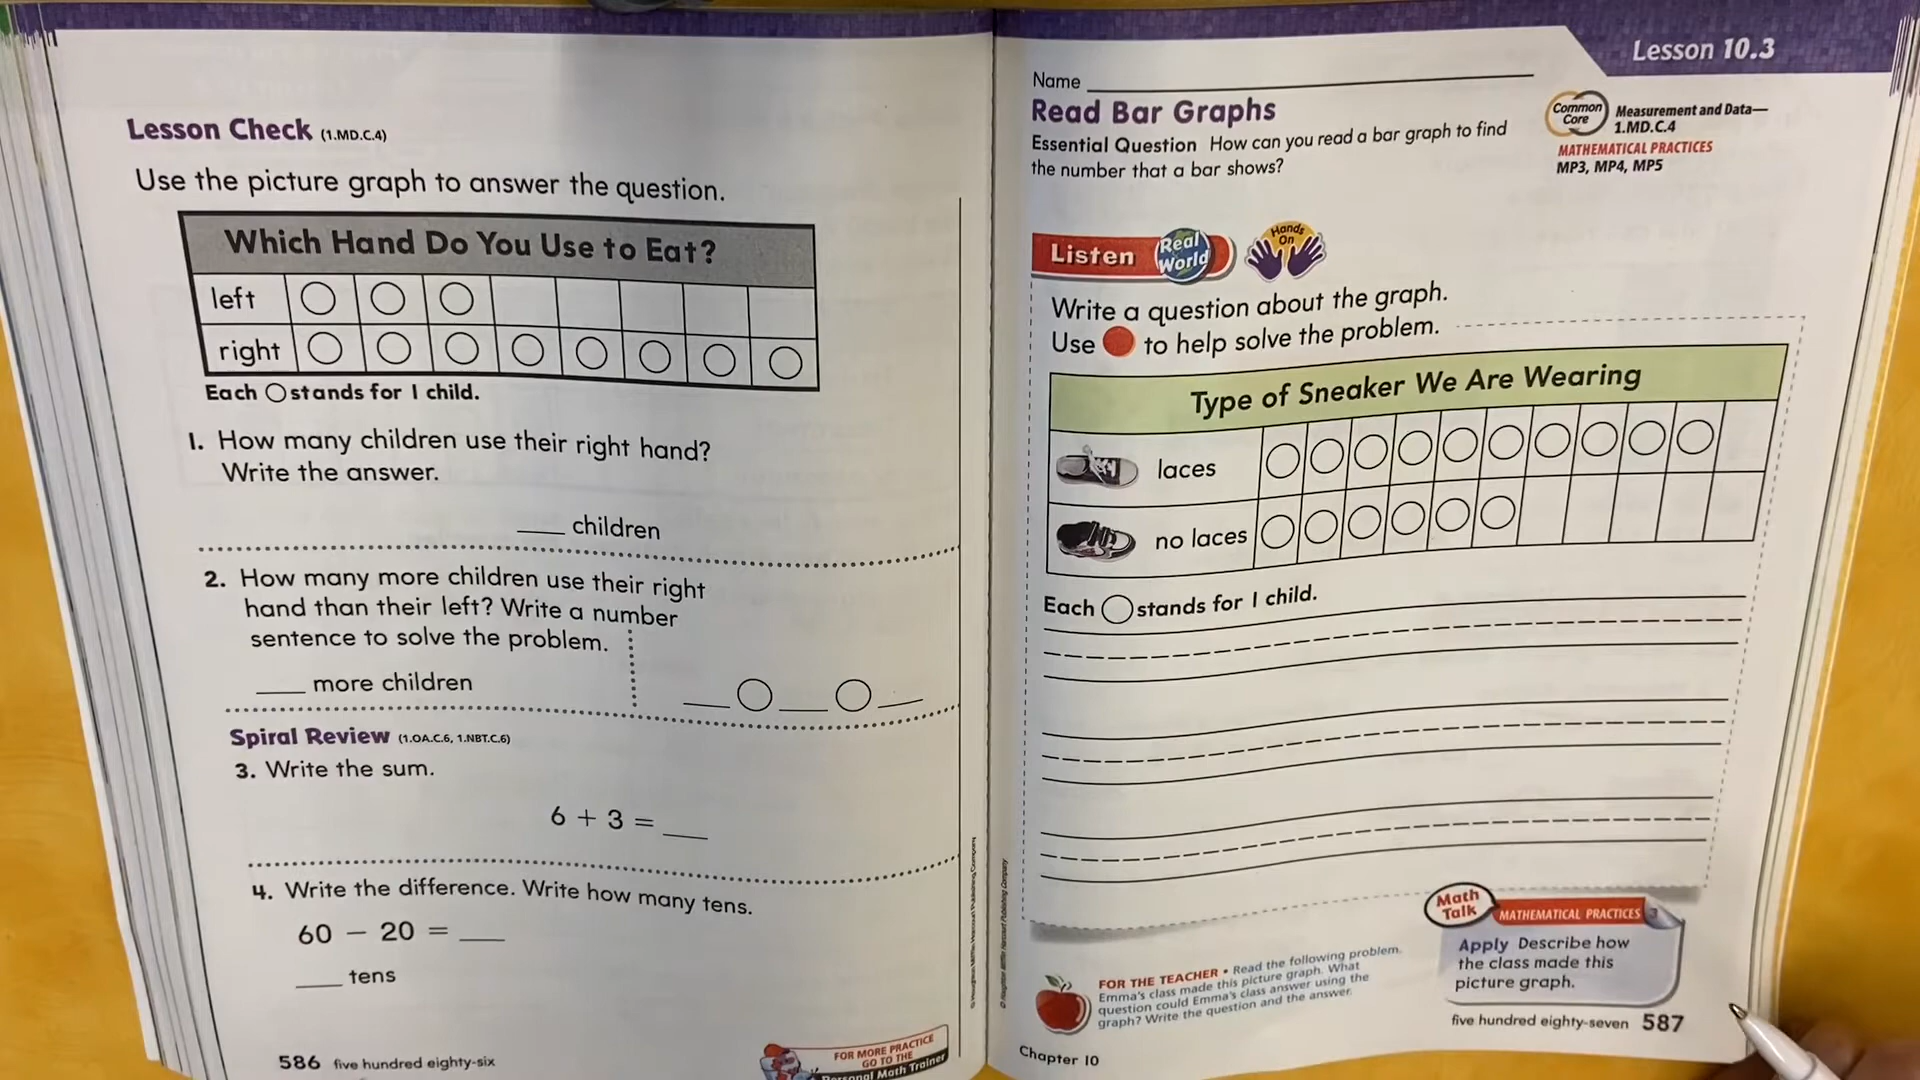 Lesson Check (1.MD.C.4)
Use the picture graph to answer the question.
Which Hand Do You Use to Eat?
left
right
Each ○ stands for 1 child.
1. How many children use their right hand?
Write the answer.
____ children
2. How many more children use their right
hand than their left? Write a number
sentence to solve the problem.
____ more children
Spiral Review (1.OA.C.6, 1.NBT.C.6)
3. Write the sum.
6 + 3 = ____
4. Write the difference. Write how many tens.
60 − 20 = ____
____ tens
FOR MORE PRACTICE
GO TO THE
Personal Math Trainer
586 five hundred eighty-six
Lesson 10.3
Name
Read Bar Graphs
Essential Question How can you read a bar graph to find
the number that a bar shows?
Common
Core
Measurement and Data—
1.MD.C.4
MATHEMATICAL PRACTICES
MP3, MP4, MP5
Listen
Real
World
Hands
On
Write a question about the graph.
Use to help solve the problem.
Type of Sneaker We Are Wearing
laces
no laces
Each ○ stands for 1 child.
Math
Talk
MATHEMATICAL PRACTICES 3
Apply Describe how
the class made this
picture graph.
FOR THE TEACHER • Read the following problem.
Emma's class made this picture graph. What
question could Emma's class answer using the
graph? Write the question and the answer.
Chapter 10
five hundred eighty-seven 587